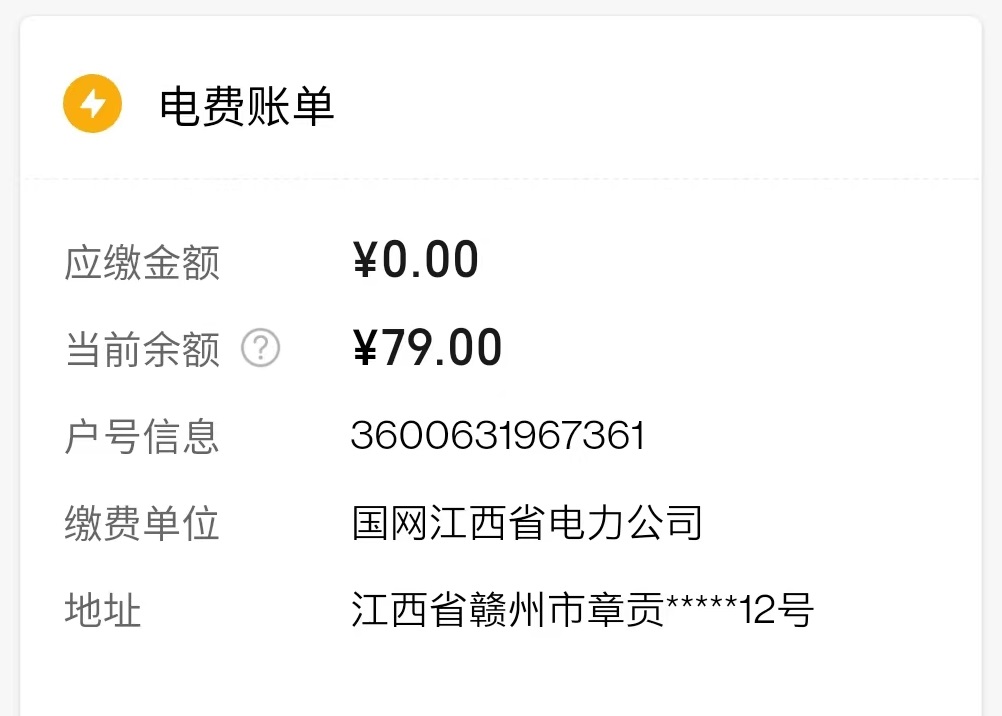 电费账单
应缴金额 ¥0.00
当前余额 ? ¥79.00
户号信息 3600631967361
缴费单位 国网江西省电力公司
地址 江西省赣州市章贡*****12号